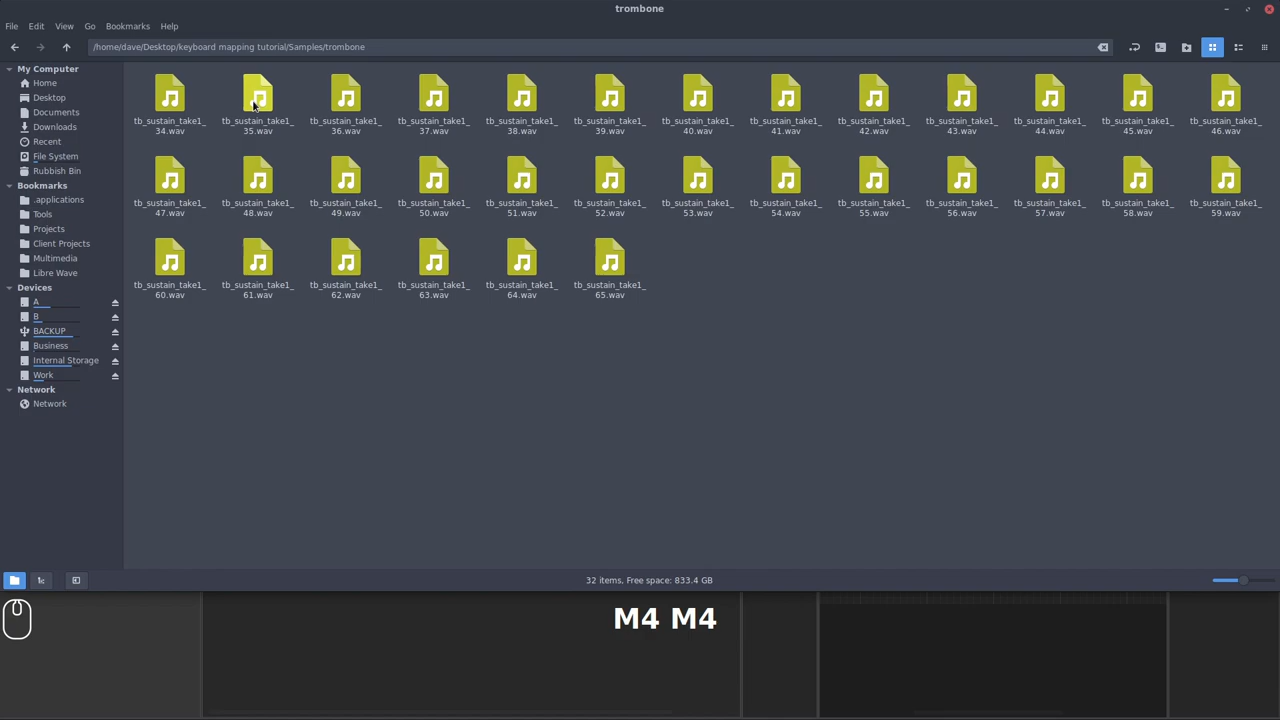 trombone
File Edit View Go Bookmarks Help
/home/dave/Desktop/keyboard mapping tutorial/Samples/trombone
My Computer
Home
Desktop
Documents
Downloads
Recent
File System
Rubbish Bin
Bookmarks
.applications
Tools
Projects
Client Projects
Multimedia
Libre Wave
Devices
A
B
BACKUP
Business
Internal Storage
Work
Network
Network
tb_sustain_take1_ tb_sustain_take1_ tb_sustain_take1_ tb_sustain_take1_ tb_sustain_take1_ tb_sustain_take1_ tb_sustain_take1_ tb_sustain_take1_ tb_sustain_take1_ tb_sustain_take1_ tb_sustain_take1_ tb_sustain_take1_ tb_sustain_take1_
34.wav 35.wav 36.wav 37.wav 38.wav 39.wav 40.wav 41.wav 42.wav 43.wav 44.wav 45.wav 46.wav
tb_sustain_take1_ tb_sustain_take1_ tb_sustain_take1_ tb_sustain_take1_ tb_sustain_take1_ tb_sustain_take1_ tb_sustain_take1_ tb_sustain_take1_ tb_sustain_take1_ tb_sustain_take1_ tb_sustain_take1_ tb_sustain_take1_ tb_sustain_take1_
47.wav 48.wav 49.wav 50.wav 51.wav 52.wav 53.wav 54.wav 55.wav 56.wav 57.wav 58.wav 59.wav
tb_sustain_take1_ tb_sustain_take1_ tb_sustain_take1_ tb_sustain_take1_ tb_sustain_take1_ tb_sustain_take1_
60.wav 61.wav 62.wav 63.wav 64.wav 65.wav
32 items, Free space: 833.4 GB
M4 M4